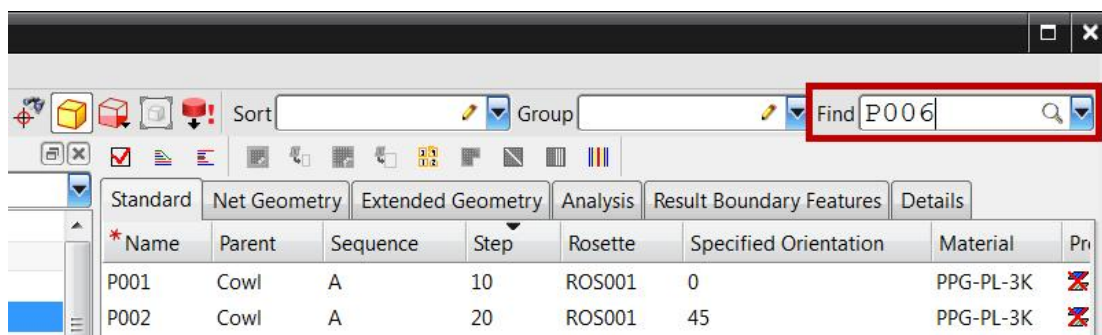 Sort Group Find P006
Standard Net Geometry Extended Geometry Analysis Result Boundary Features Details
*Name Parent Sequence Step Rosette Specified Orientation Material Pr
P001 Cowl A 10 ROS001 0 PPG-PL-3K
P002 Cowl A 20 ROS001 45 PPG-PL-3K